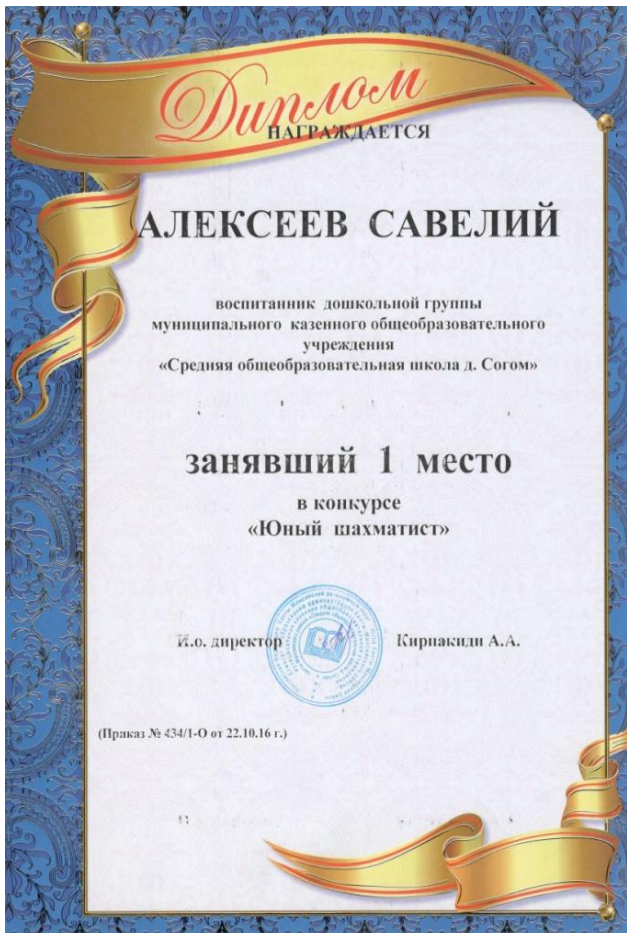 Диплом
НАГРАЖДАЕТСЯ
АЛЕКСЕЕВ САВЕЛИЙ
воспитанник дошкольной группы
муниципального казенного общеобразовательного
учреждения
«Средняя общеобразовательная школа д. Согом»
занявший 1 место
в конкурсе
«Юный шахматист»
И.о. директор Кирпакиди А.А.
(Приказ № 434/1-О от 22.10.16 г.)